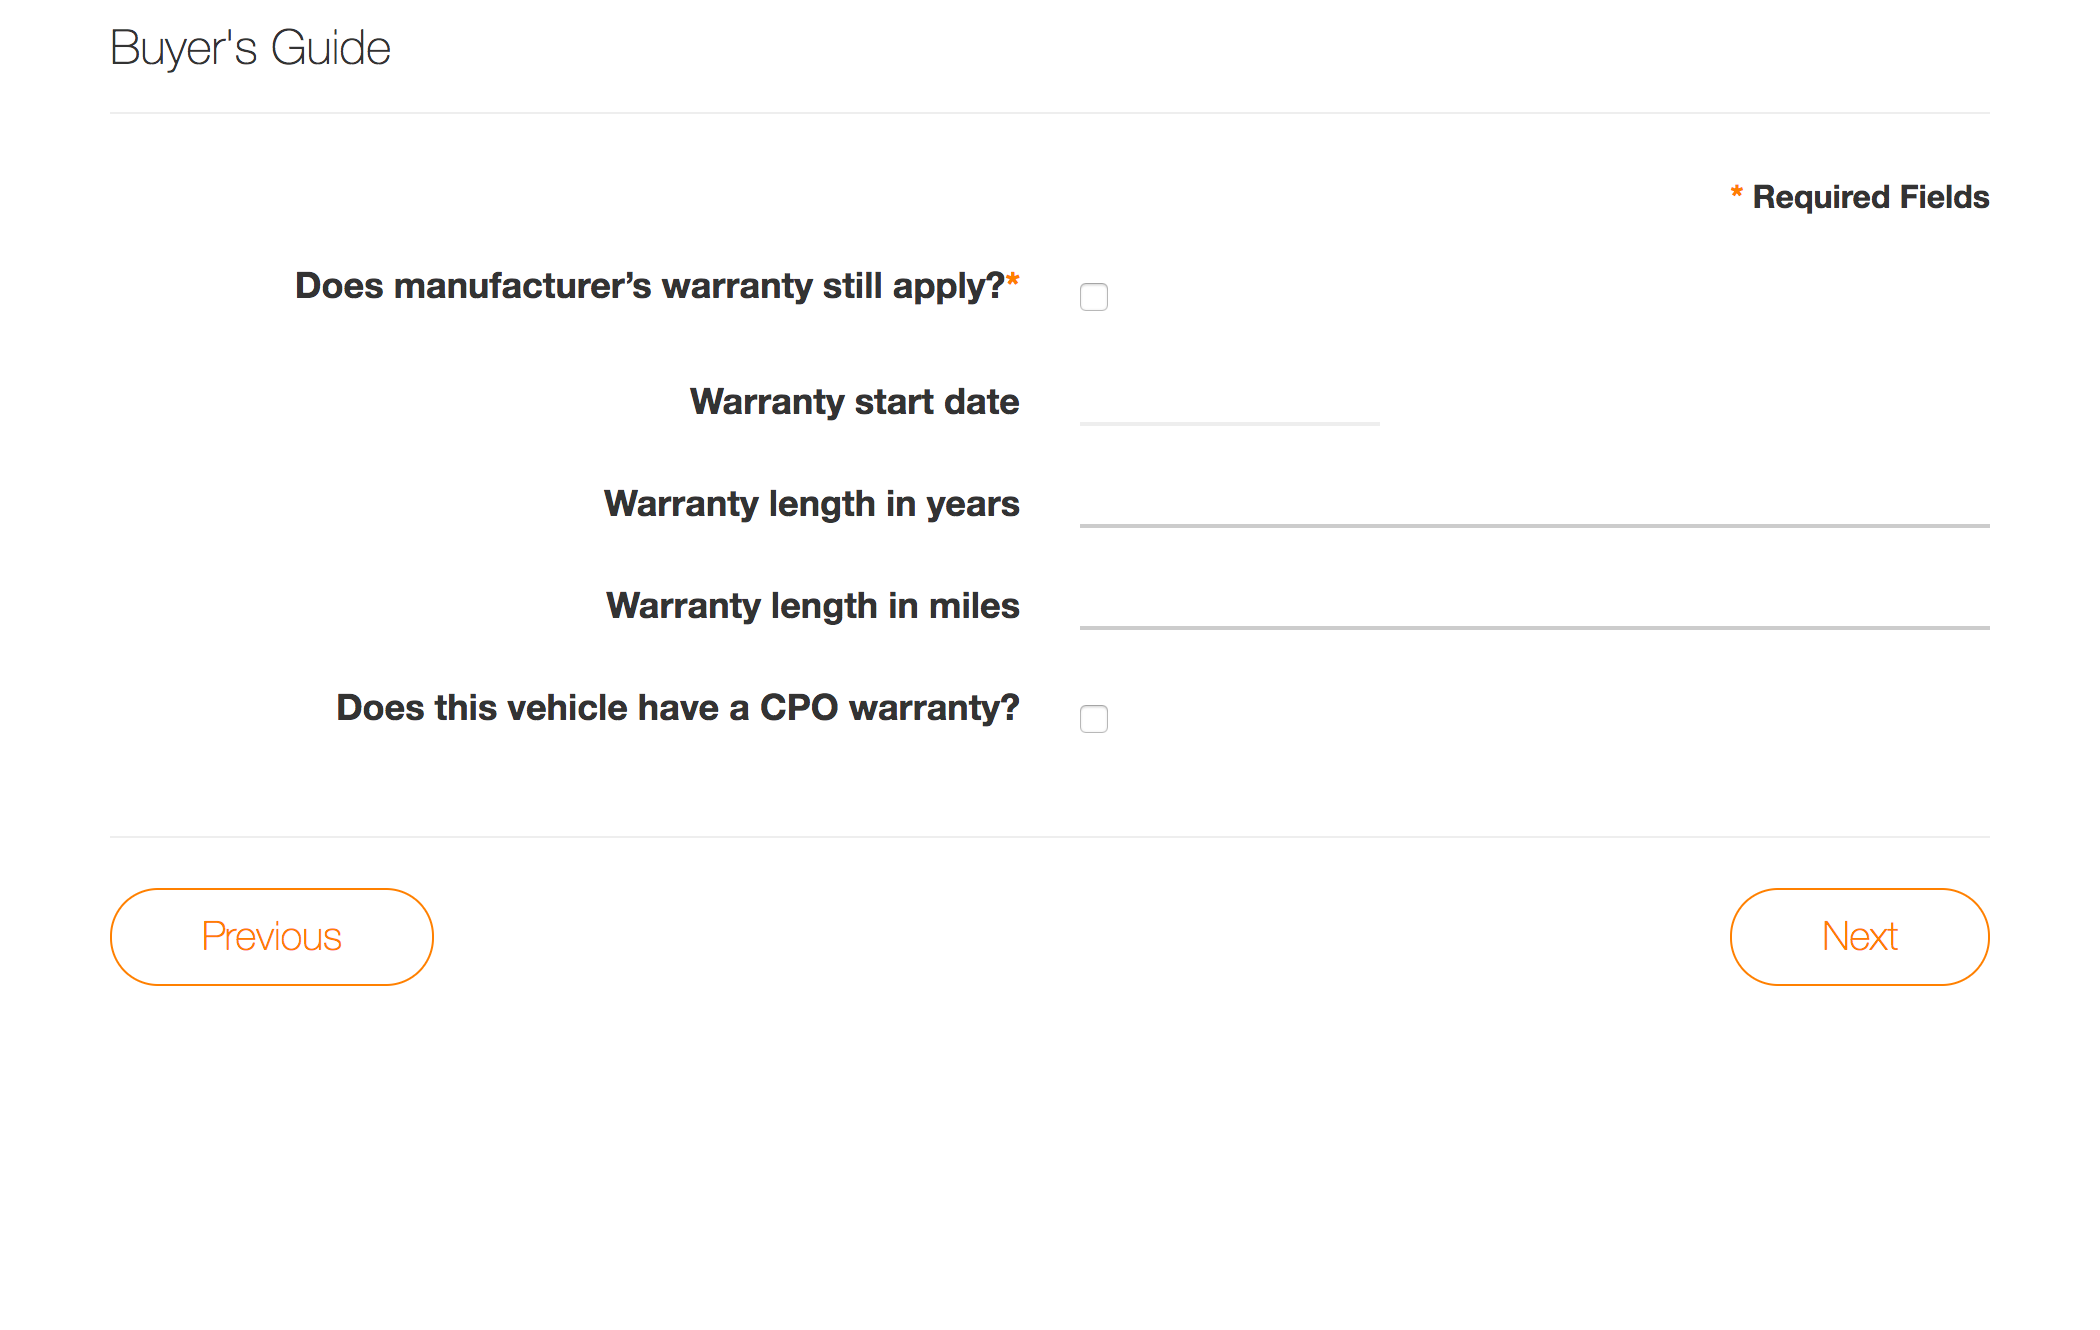 Buyer's Guide
* Required Fields
Does manufacturer’s warranty still apply?*
Warranty start date
Warranty length in years
Warranty length in miles
Does this vehicle have a CPO warranty?
Previous
Next